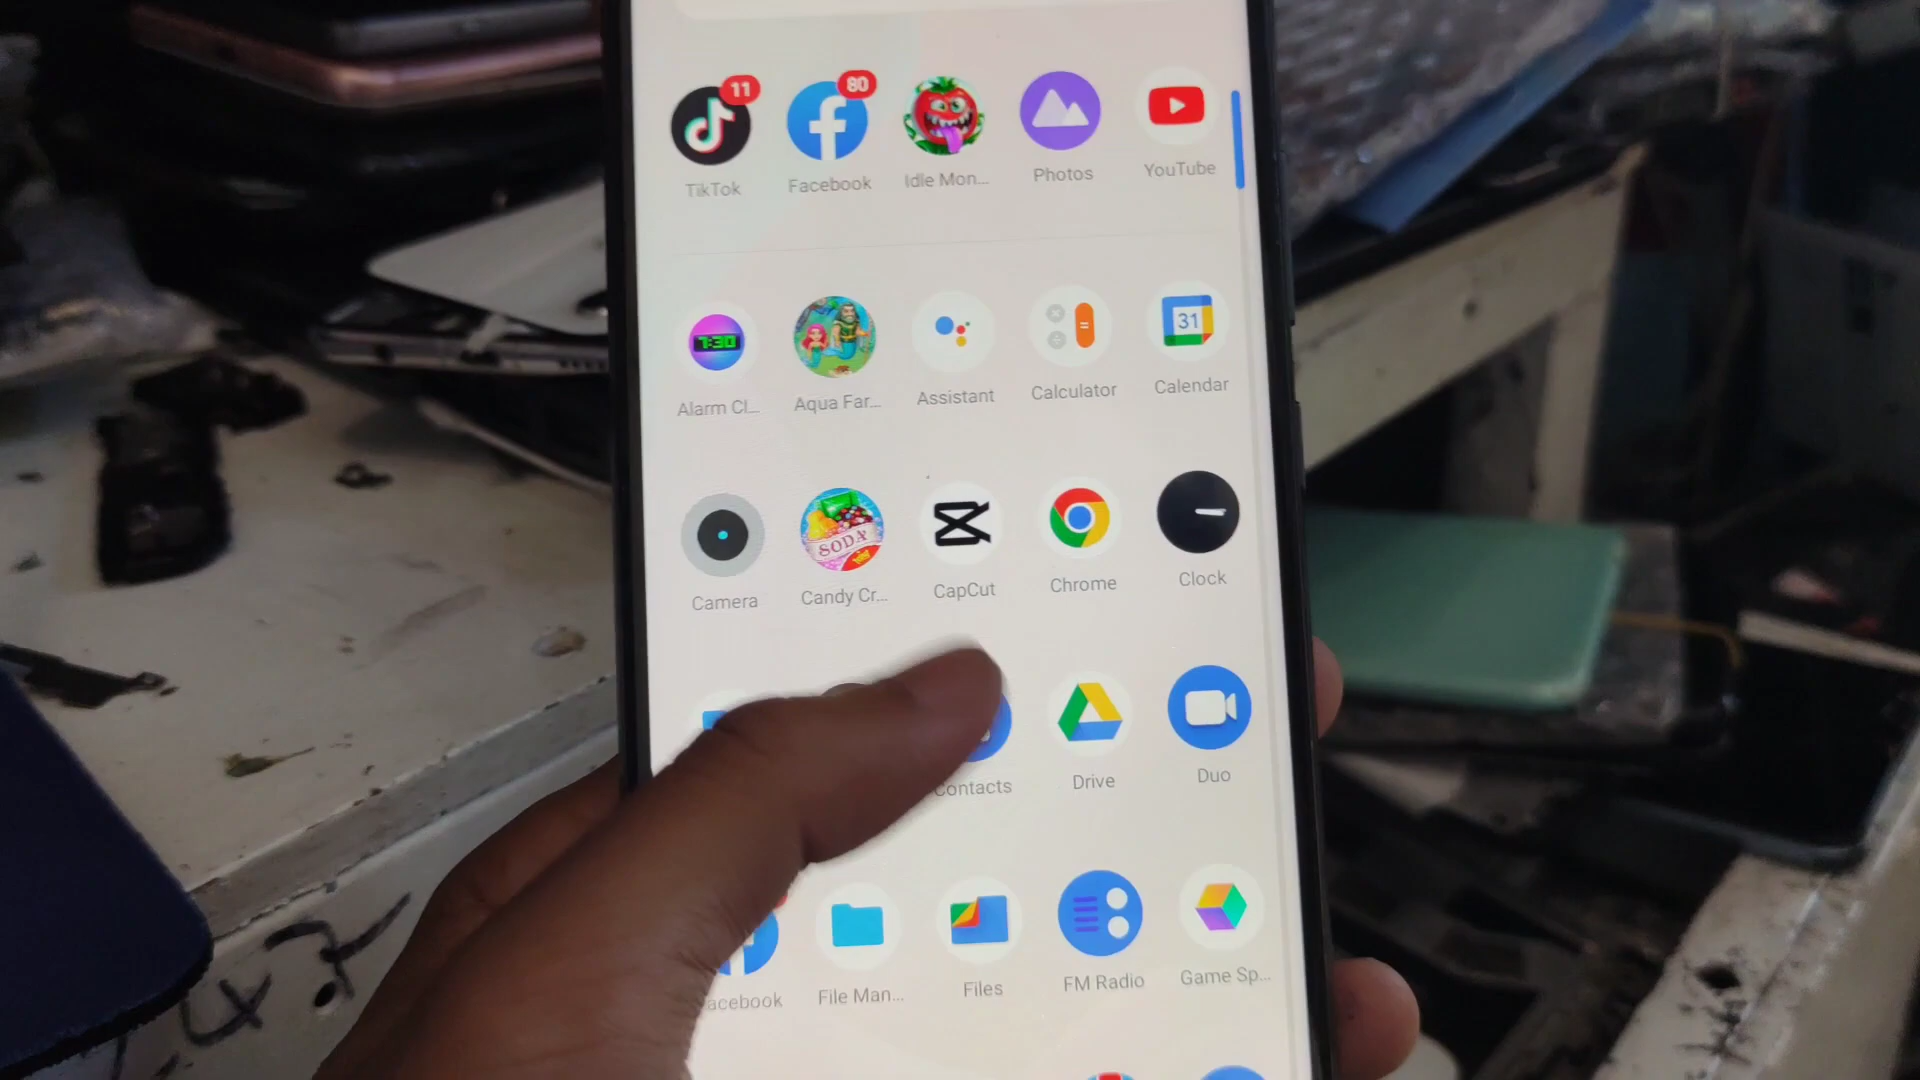 11
80
TikTok
Facebook
Idle Mon...
Photos
YouTube
7:30
31
Alarm Cl...
Aqua Far...
Assistant
Calculator
Calendar
SODA
Camera
Candy Cr...
CapCut
Chrome
Clock
Contacts
Drive
Duo
acebook
File Man...
Files
FM Radio
Game Sp...